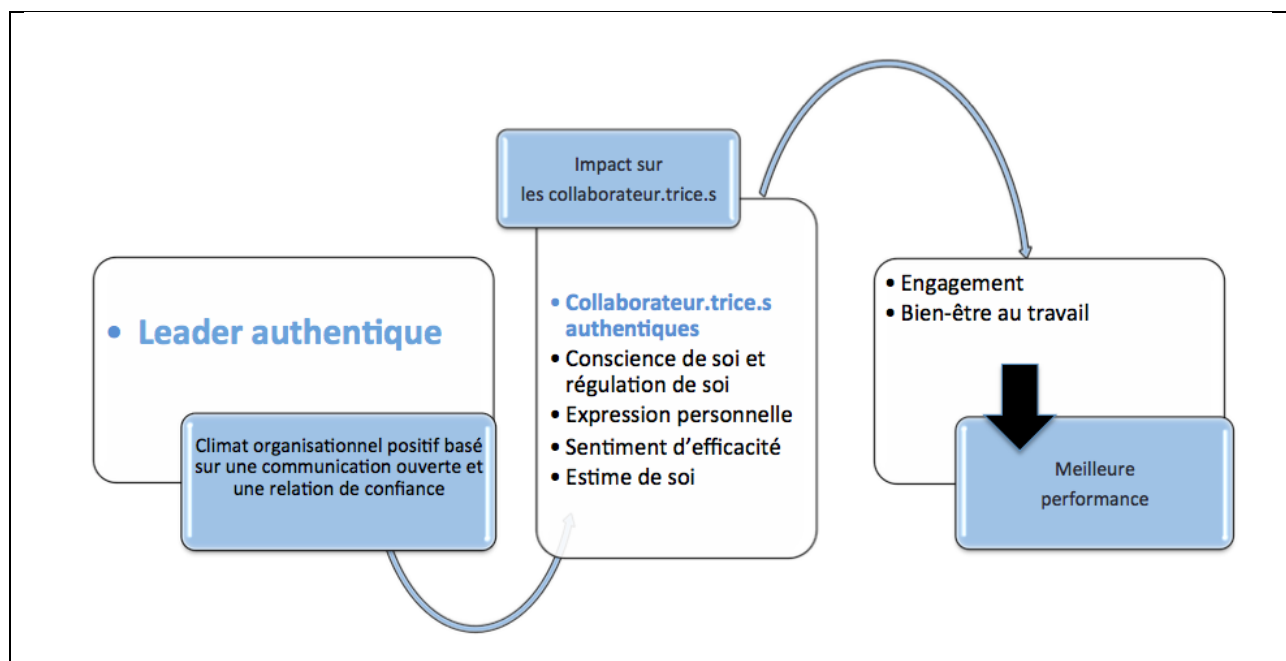 • Leader authentique
Climat organisationnel positif basé
sur une communication ouverte et
une relation de confiance
Impact sur
les collaborateur.trice.s
• Collaborateur.trice.s
authentiques
• Conscience de soi et
régulation de soi
• Expression personnelle
• Sentiment d’efficacité
• Estime de soi
• Engagement
• Bien-être au travail
Meilleure
performance